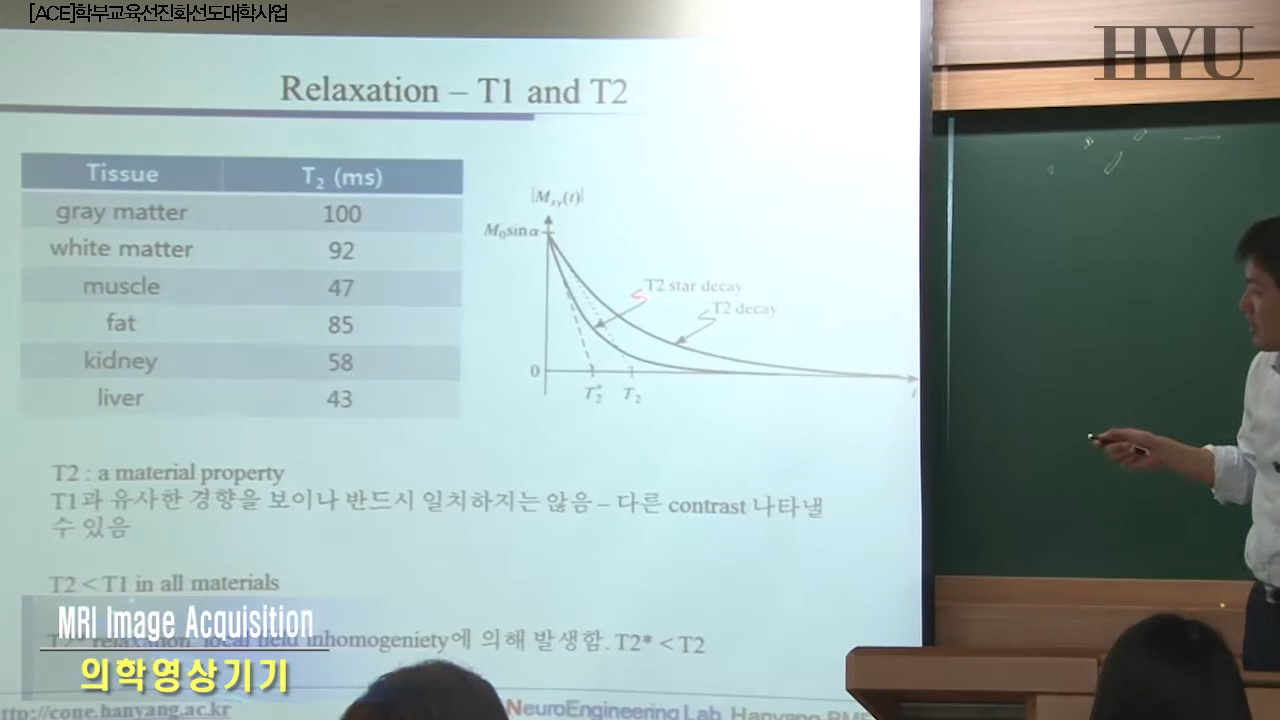 [ACE]학부교육선진화선도대학사업
HYU
Relaxation – T1 and T2
Tissue T₂ (ms)
gray matter 100
white matter 92
muscle 47
fat 85
kidney 58
liver 43
|Mxy(t)|
M₀sinα
T2 star decay
T2 decay
0
T₂* T₂ t
T2 : a material property
T1과 유사한 경향을 보이나 반드시 일치하지는 않음 – 다른 contrast 나타낼
수 있음
T2 < T1 in all materials
MRI Image Acquisition
T2* relaxation: local field inhomogeniety에 의해 발생함. T2* < T2
의학영상기기
http://cone.hanyang.ac.kr
NeuroEngineering Lab, Hanyang BME